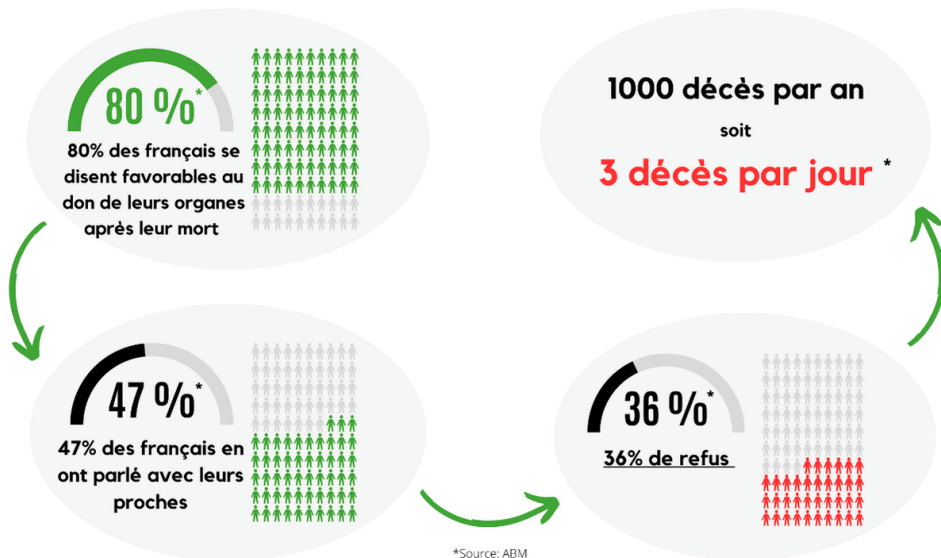 80 %*
80% des français se
disent favorables au
don de leurs organes
après leur mort
47 %*
47% des français en
ont parlé avec leurs
proches
36 %*
36% de refus
1000 décès par an
soit
3 décès par jour *
*Source: ABM